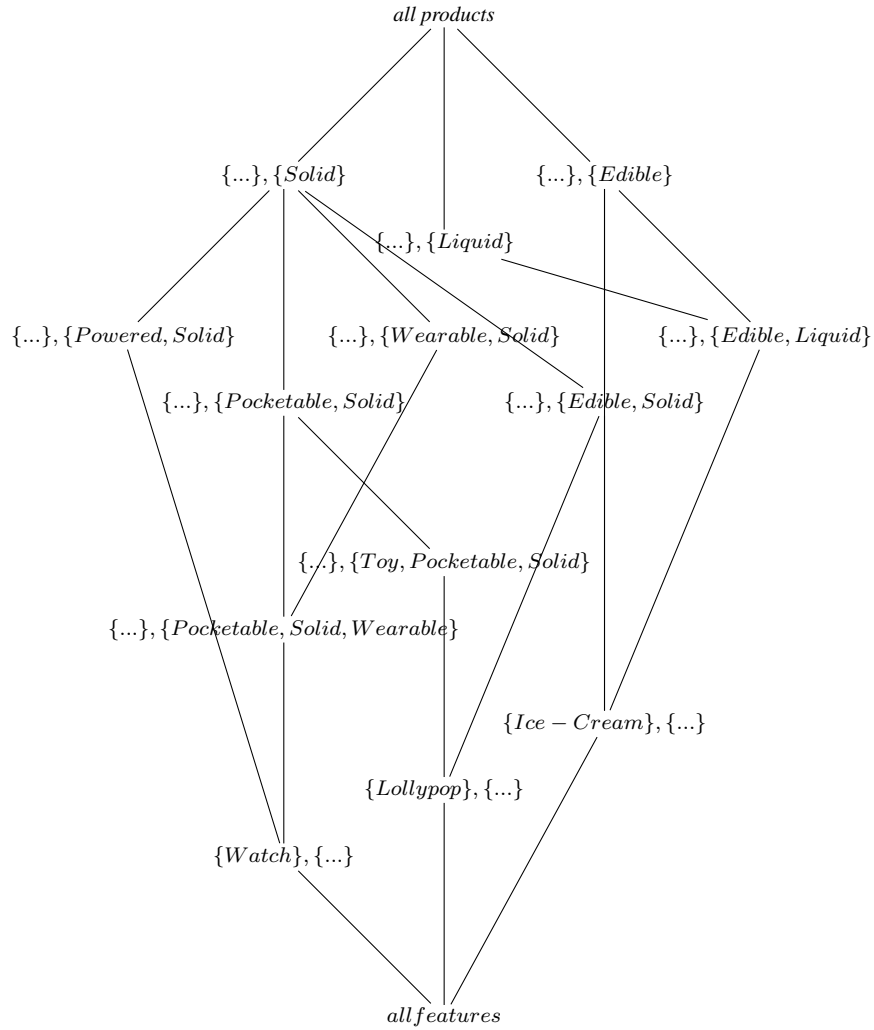 all products
{...}, {Solid}
{...}, {Edible}
{...}, {Liquid}
{...}, {Powered, Solid}
{...}, {Wearable, Solid}
{...}, {Edible, Liquid}
{...}, {Pocketable, Solid}
{...}, {Edible, Solid}
{...}, {Toy, Pocketable, Solid}
{...}, {Pocketable, Solid, Wearable}
{Ice − Cream}, {...}
{Lollypop}, {...}
{Watch}, {...}
allfeatures